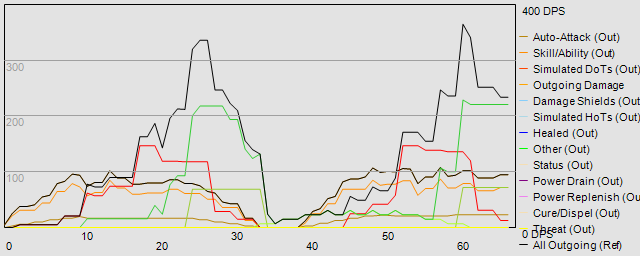 400 DPS
300
200
100
Auto-Attack (Out)
Skill/Ability (Out)
Simulated DoTs (Out)
Outgoing Damage
Damage Shields (Out
Simulated HoTs (Out)
Healed (Out)
Other (Out)
Status (Out)
Power Drain (Out)
Power Replenish (Ou
Cure/Dispel (Out)
Threat (Out)
All Outgoing (Ref)
0 DPS
0 10 20 30 40 50 60